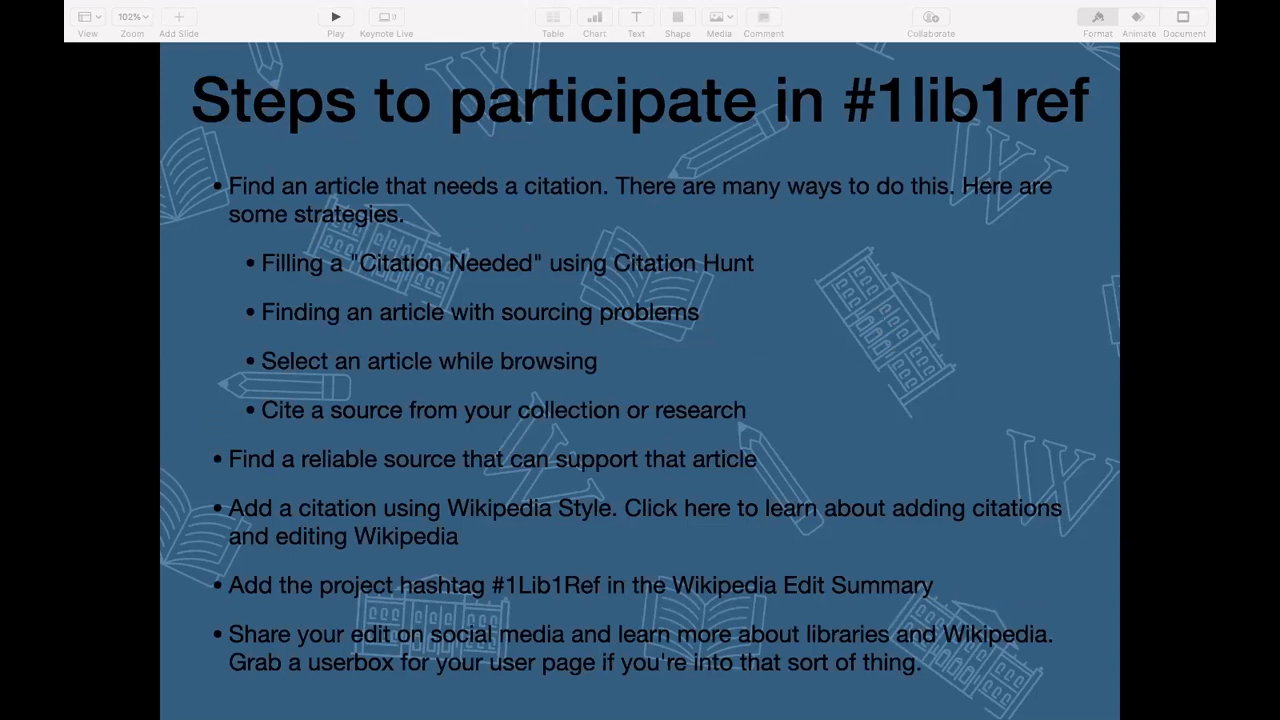 102%
View Zoom Add Slide Play Keynote Live Table Chart Text Shape Media Comment Collaborate Format Animate Document
Steps to participate in #1lib1ref
• Find an article that needs a citation. There are many ways to do this. Here are
some strategies.
• Filling a "Citation Needed" using Citation Hunt
• Finding an article with sourcing problems
• Select an article while browsing
• Cite a source from your collection or research
• Find a reliable source that can support that article
• Add a citation using Wikipedia Style. Click here to learn about adding citations
and editing Wikipedia
• Add the project hashtag #1Lib1Ref in the Wikipedia Edit Summary
• Share your edit on social media and learn more about libraries and Wikipedia.
Grab a userbox for your user page if you're into that sort of thing.